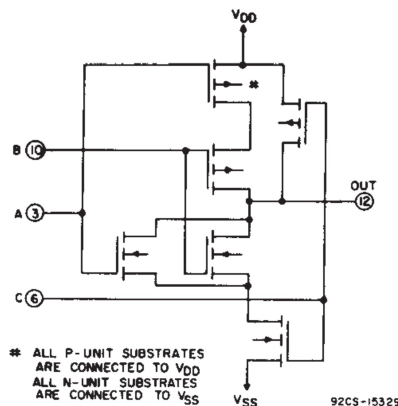 VDD
#
B 10
OUT
12
A 3
C 6
# ALL P-UNIT SUBSTRATES
ARE CONNECTED TO VDD
ALL N-UNIT SUBSTRATES
ARE CONNECTED TO VSS
VSS
92CS-15329